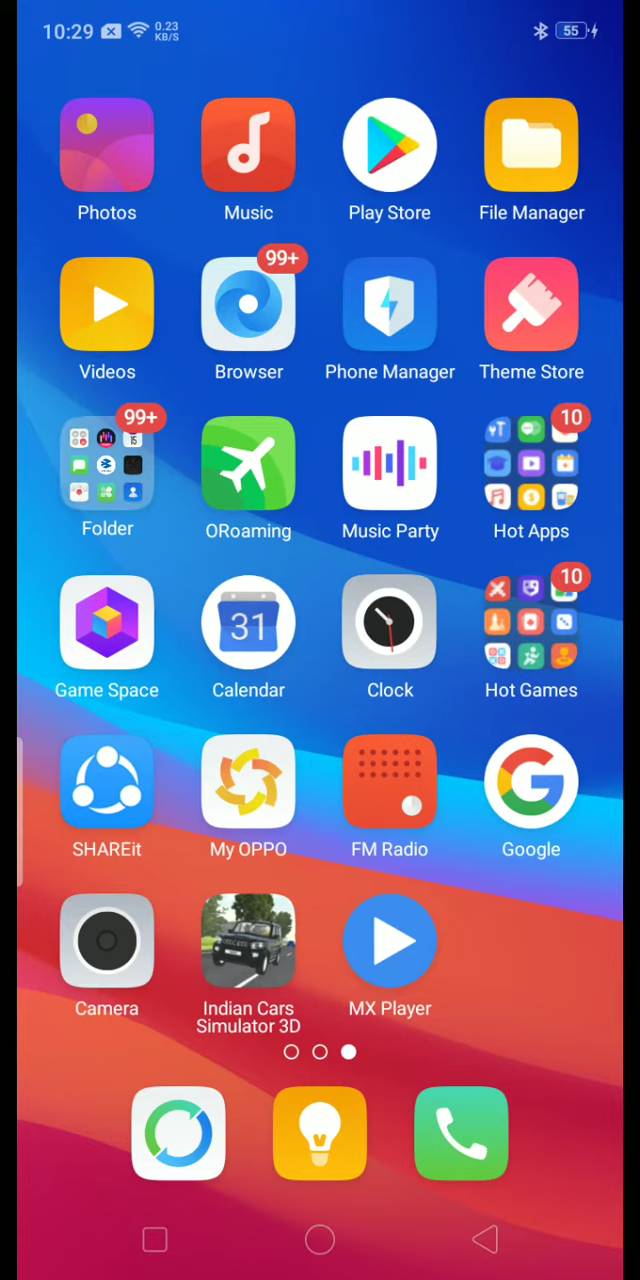 10:29
0.23
KB/S
55
Photos
Music
Play Store
File Manager
99+
Videos
Browser
Phone Manager
Theme Store
99+
10
15
Folder
ORoaming
Music Party
Hot Apps
10
31
Game Space
Calendar
Clock
Hot Games
SHAREit
My OPPO
FM Radio
Google
Camera
Indian Cars
Simulator 3D
MX Player